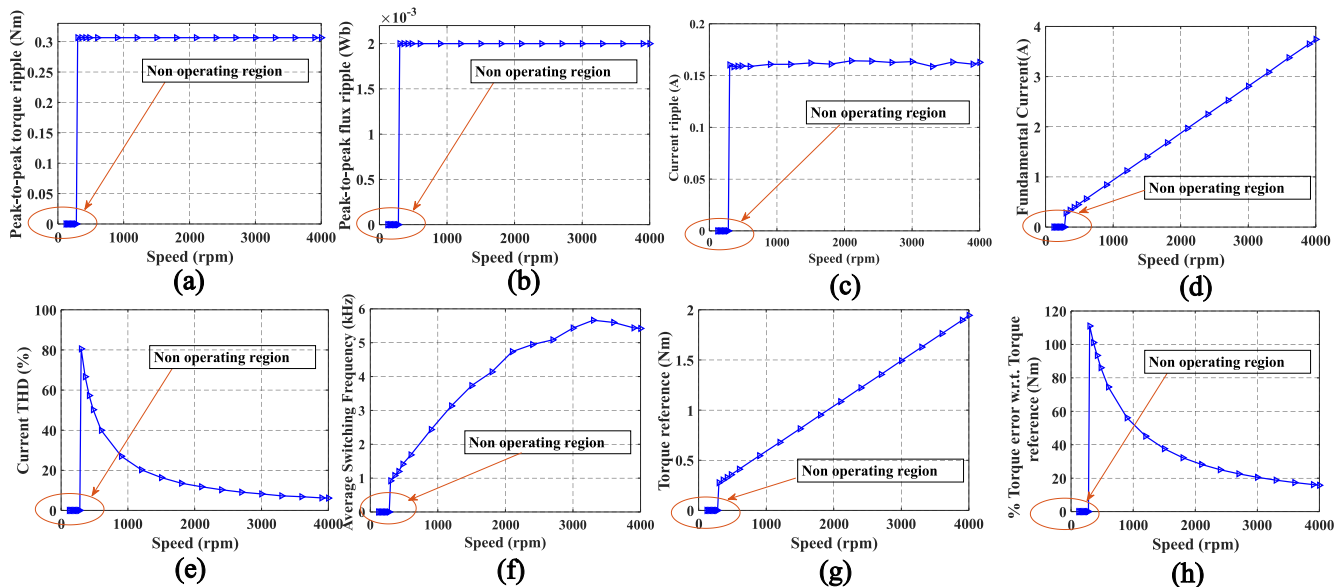 Peak-to-peak torque ripple (Nm)
0.3
0.25
0.2
0.15
0.1
0.05
0
Non operating region
0 1000 2000 3000 4000
Speed (rpm)
(a)
×10⁻³
Peak-to-peak flux ripple (Wb)
2
1.5
1
0.5
0
Non operating region
0 1000 2000 3000 4000
Speed (rpm)
(b)
Current ripple (A)
0.2
0.15
0.1
0.05
0
Non operating region
0 1000 2000 3000 4000
Speed (rpm)
(c)
Fundamental Current(A)
4
3
2
1
0
Non operating region
0 1000 2000 3000 4000
Speed (rpm)
(d)
Current THD (%)
100
80
60
40
20
0
Non operating region
0 1000 2000 3000 4000
Speed (rpm)
(e)
Average Switching Frequency (kHz)
6
5
4
3
2
1
0
Non operating region
0 1000 2000 3000 4000
Speed (rpm)
(f)
Torque reference (Nm)
2
1.5
1
0.5
0
Non operating region
0 1000 2000 3000 4000
Speed (rpm)
(g)
% Torque error w.r.t. Torque
reference (Nm)
120
100
80
60
40
20
0
Non operating region
0 1000 2000 3000 4000
Speed (rpm)
(h)